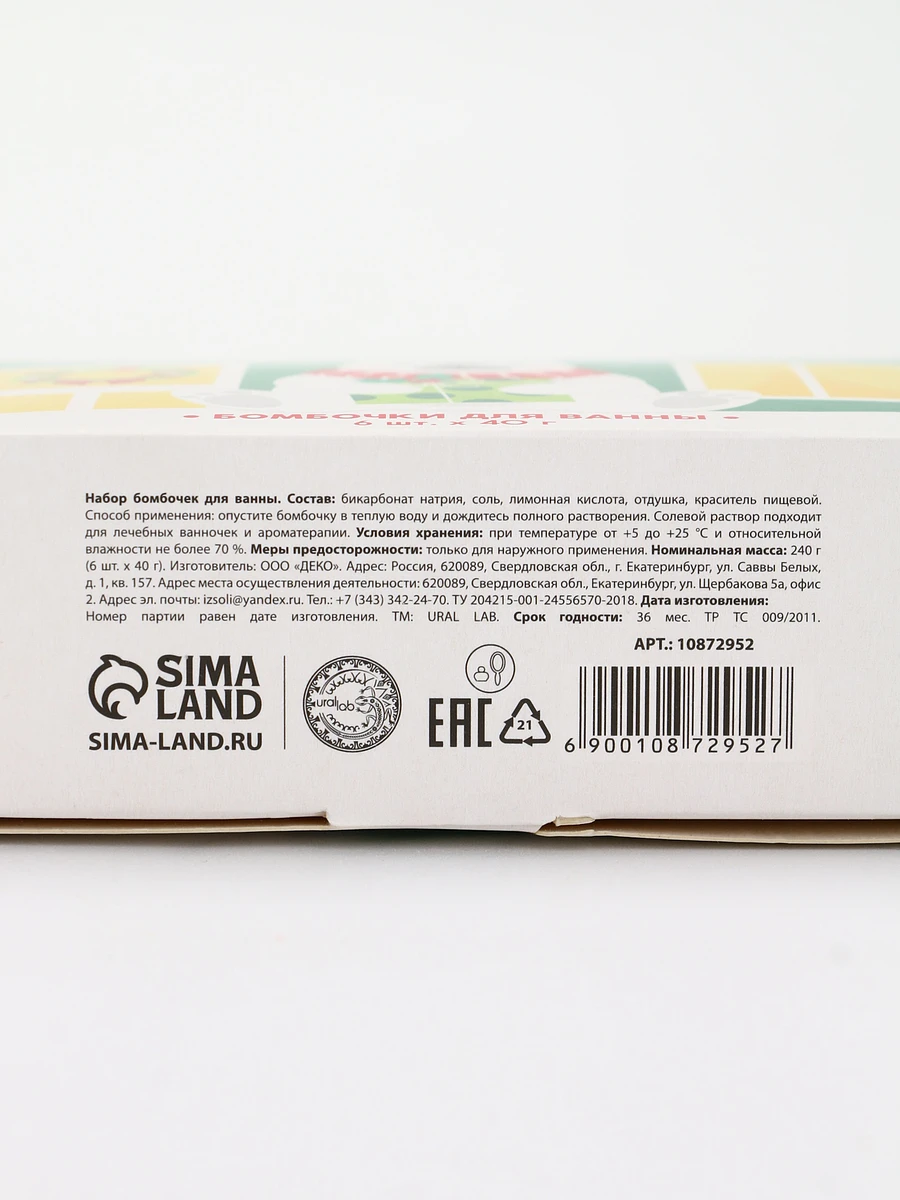 • БОМБОЧКИ ДЛЯ ВАННЫ •
6 шт. х 40 г
Набор бомбочек для ванны. Состав: бикарбонат натрия, соль, лимонная кислота, отдушка, краситель пищевой.
Способ применения: опустите бомбочку в теплую воду и дождитесь полного растворения. Солевой раствор подходит
для лечебных ванночек и ароматерапии. Условия хранения: при температуре от +5 до +25 °С и относительной
влажности не более 70 %. Меры предосторожности: только для наружного применения. Номинальная масса: 240 г
(6 шт. х 40 г). Изготовитель: ООО «ДЕКО». Адрес: Россия, 620089, Свердловская обл., г. Екатеринбург, ул. Саввы Белых,
д. 1, кв. 157. Адрес места осуществления деятельности: 620089, Свердловская обл., Екатеринбург, ул. Щербакова 5а, офис
2. Адрес эл. почты: izsoli@yandex.ru. Тел.: +7 (343) 342-24-70. ТУ 204215-001-24556570-2018. Дата изготовления:
Номер партии равен дате изготовления. ТМ: URAL LAB. Срок годности: 36 мес. ТР ТС 009/2011.
АРТ.: 10872952
SIMA
LAND
SIMA-LAND.RU
ural lab
EAC
21
6 900108 729527